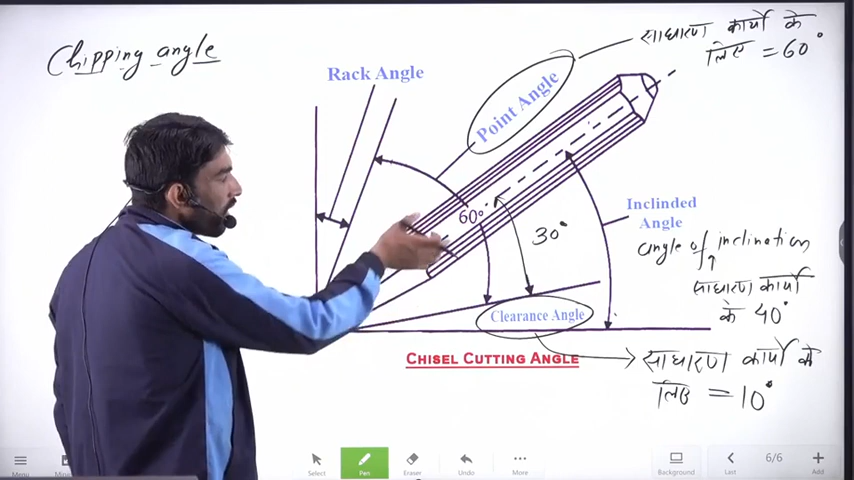 Chipping angle
साधारण कार्यो के
लिए = 60°
Rack Angle
Point Angle
60°
30°
Inclinded
Angle
angle of inclination
साधारण कार्यो
के 40°
Clearance Angle
साधारण कार्यो के
लिए = 10°
CHISEL CUTTING ANGLE
Menu
Select
Pen
Eraser
Undo
More
Background
List
6/6
Add